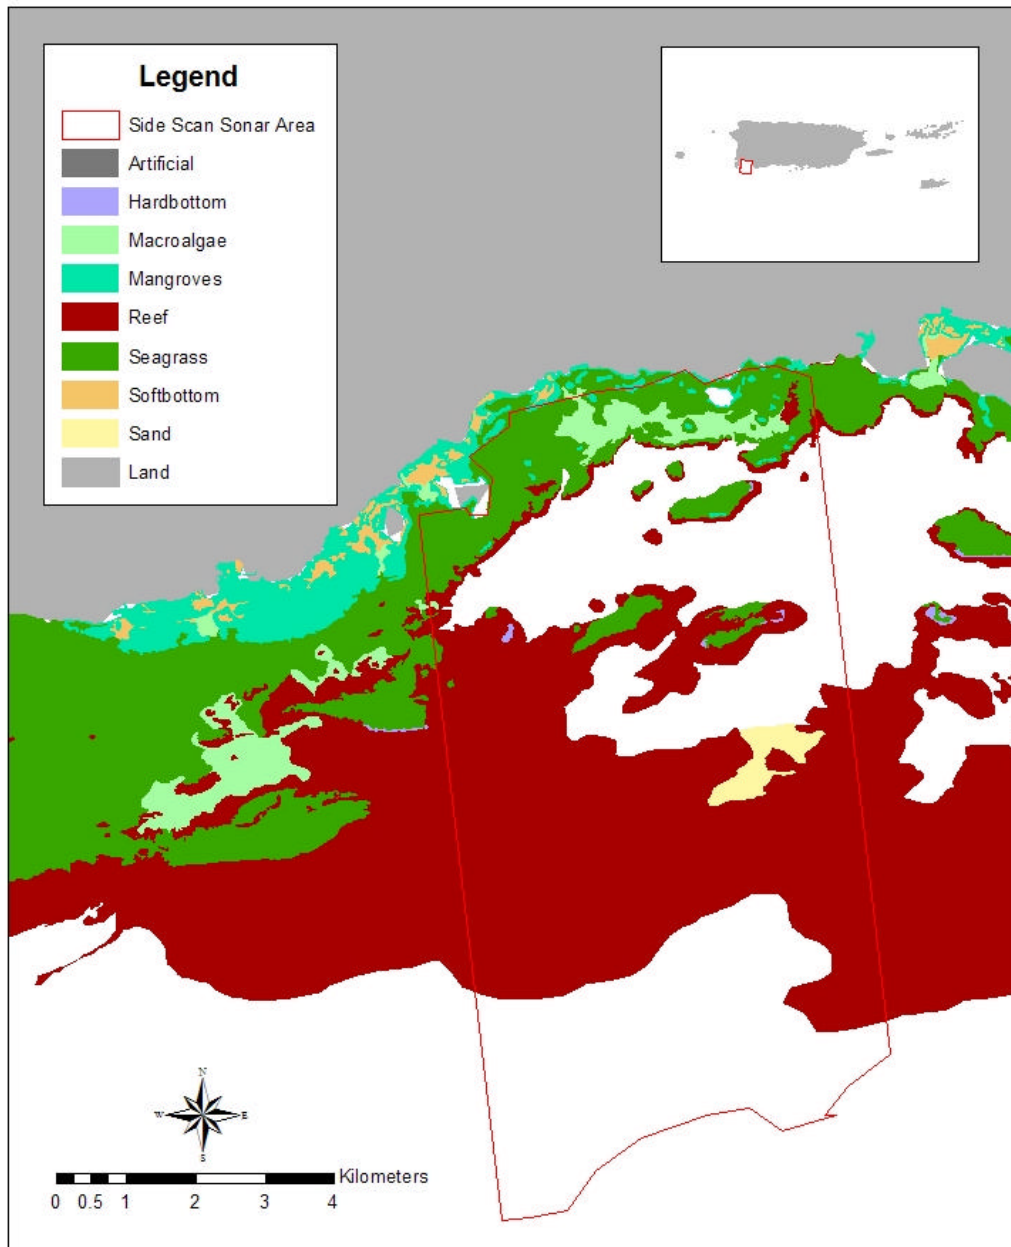 Legend
Side Scan Sonar Area
Artificial
Hardbottom
Macroalgae
Mangroves
Reef
Seagrass
Softbottom
Sand
Land
N
W E
S
Kilometers
0 0.5 1 2 3 4